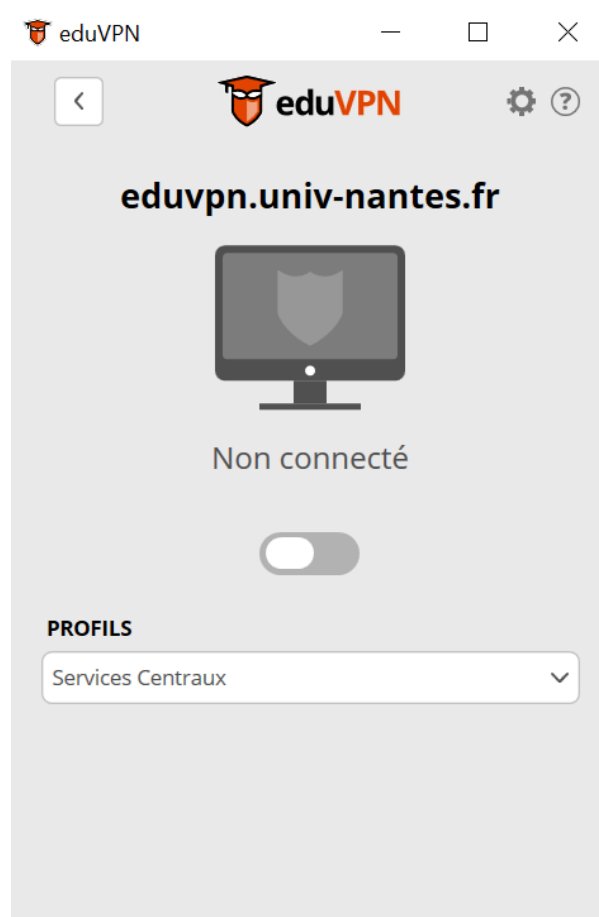 eduVPN
eduVPN
eduvpn.univ-nantes.fr
Non connecté
PROFILS
Services Centraux